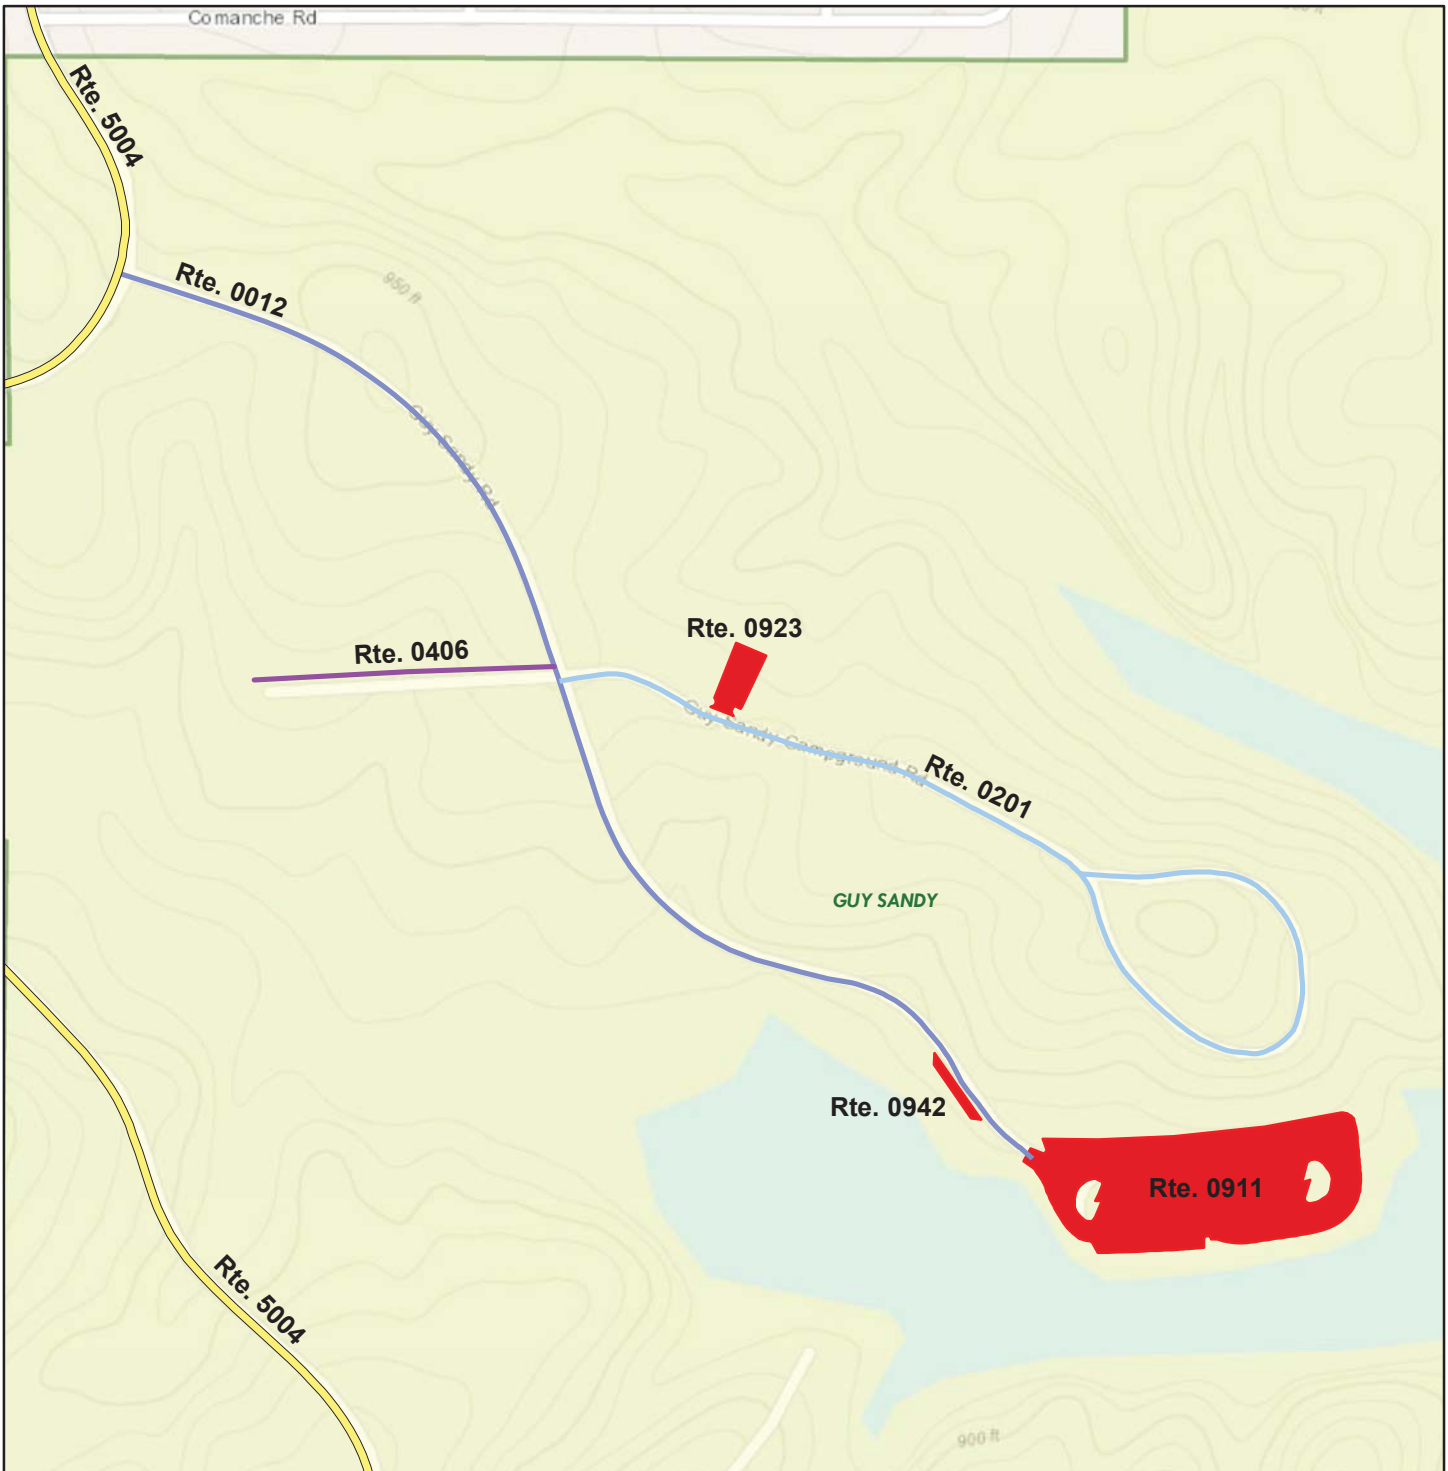 Comanche Rd
Rte. 5004
Rte. 0012
950 ft
Guy Sandy Rd
Rte. 0923
Rte. 0406
Guy Sandy Campground Rd
Rte. 0201
GUY SANDY
Rte. 0942
Rte. 0911
Rte. 5004
900 ft